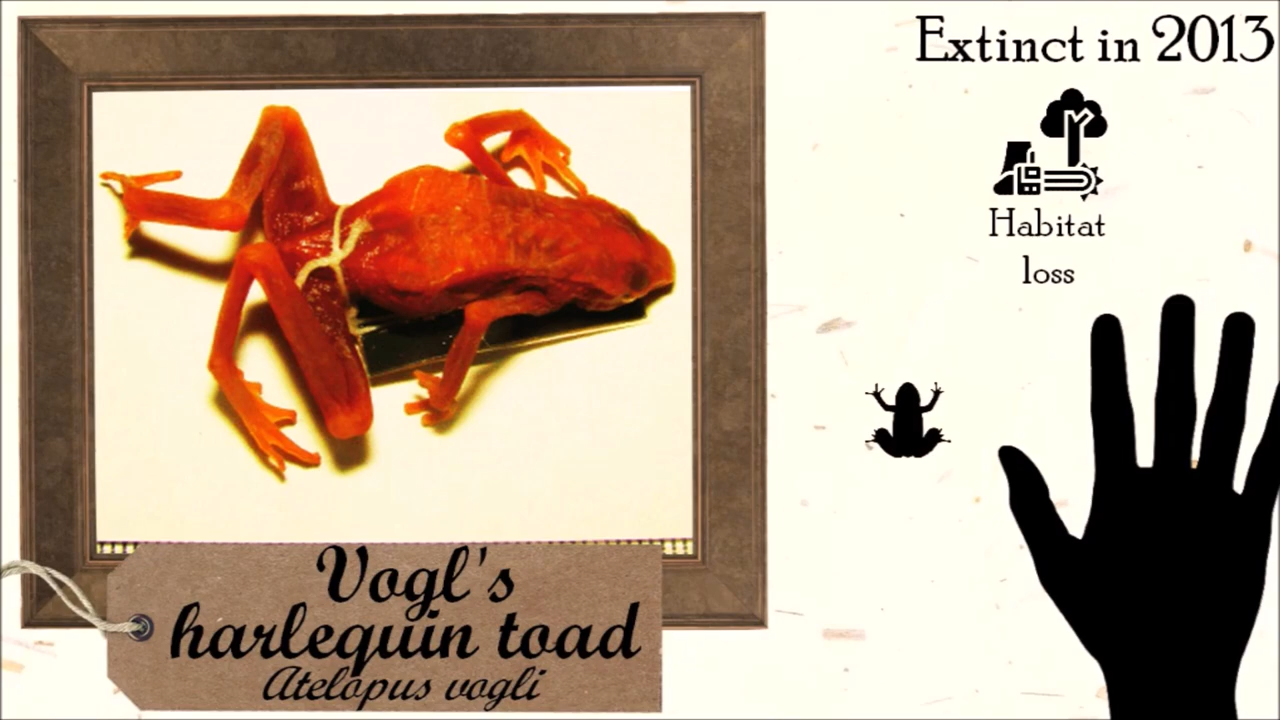 Extinct in 2013
Habitat
loss
Vogl's
harlequin toad
Atelopus vogli